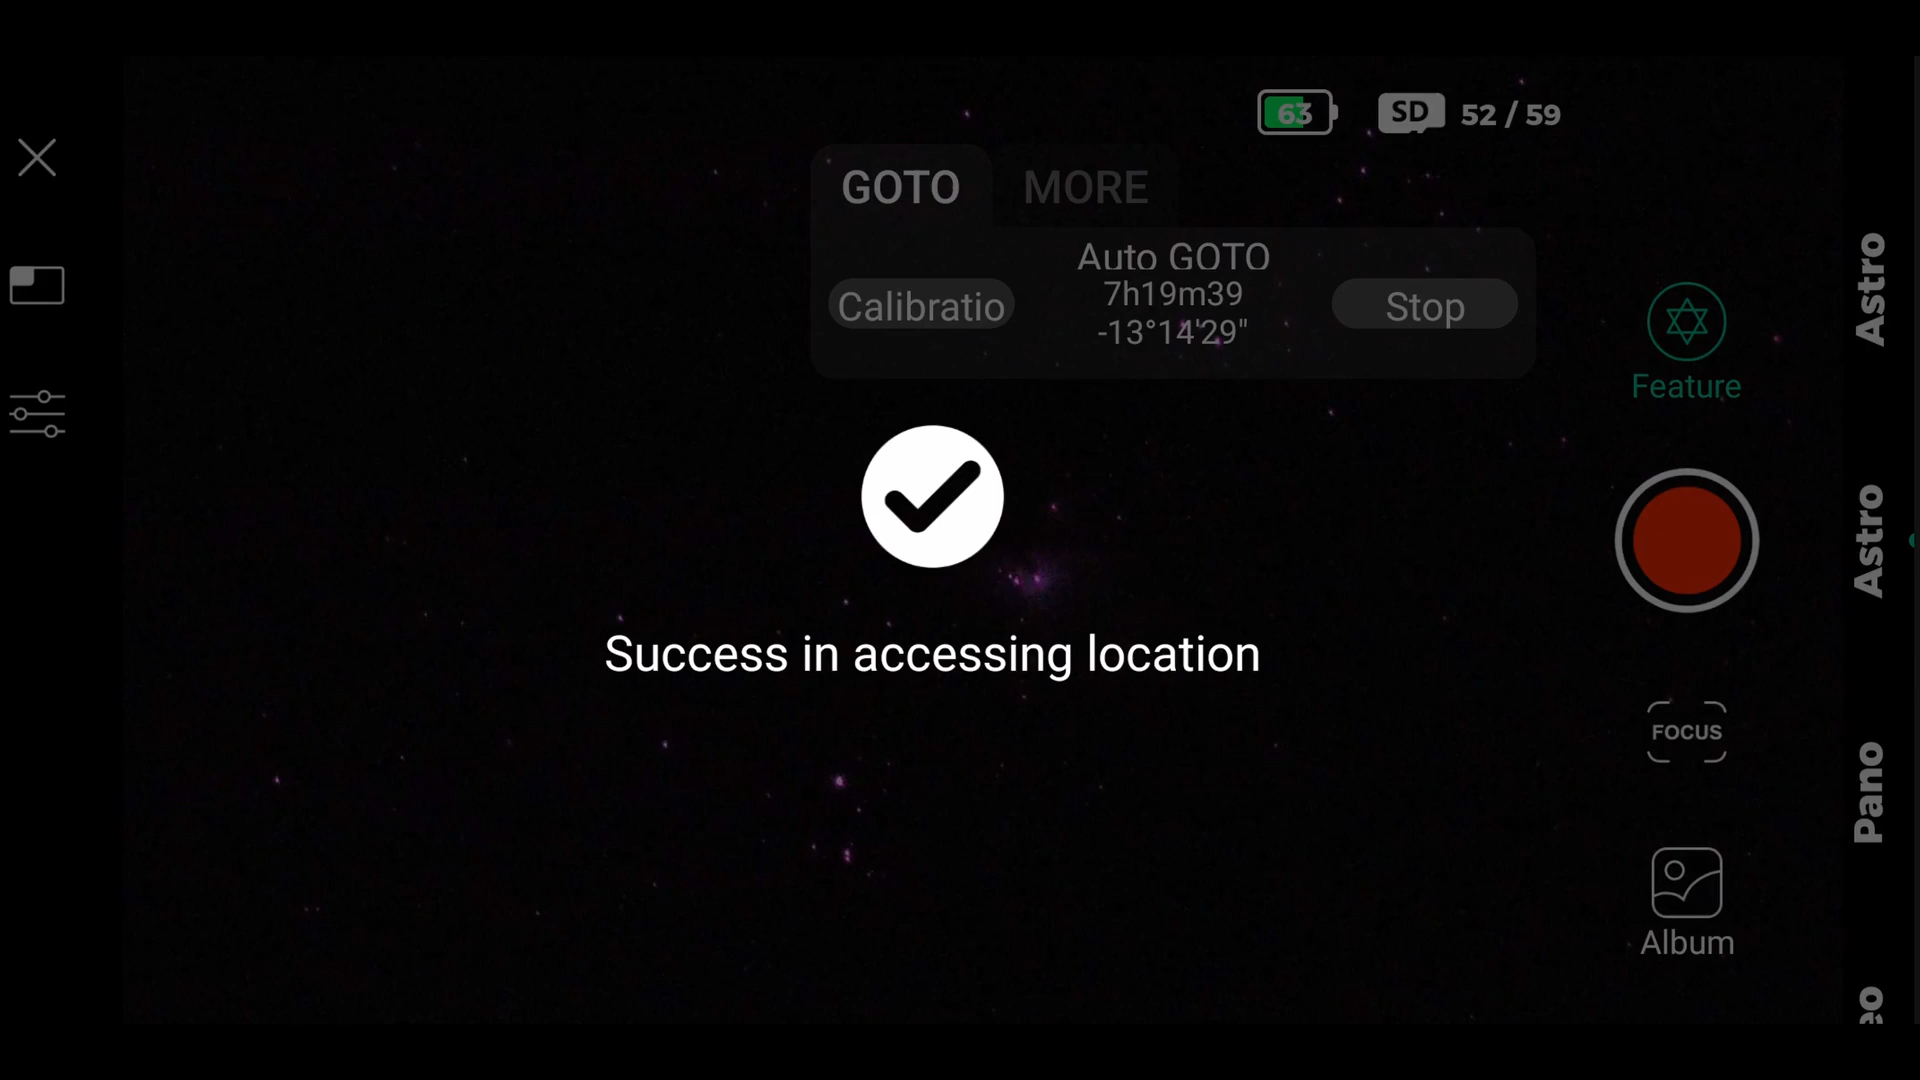 63 SD 52 / 59
GOTO MORE
Auto GOTO
Calibratio 7h19m39 Stop
-13°14'29"
Feature
Success in accessing location
FOCUS
Album
Astro
Astro
Pano
eo